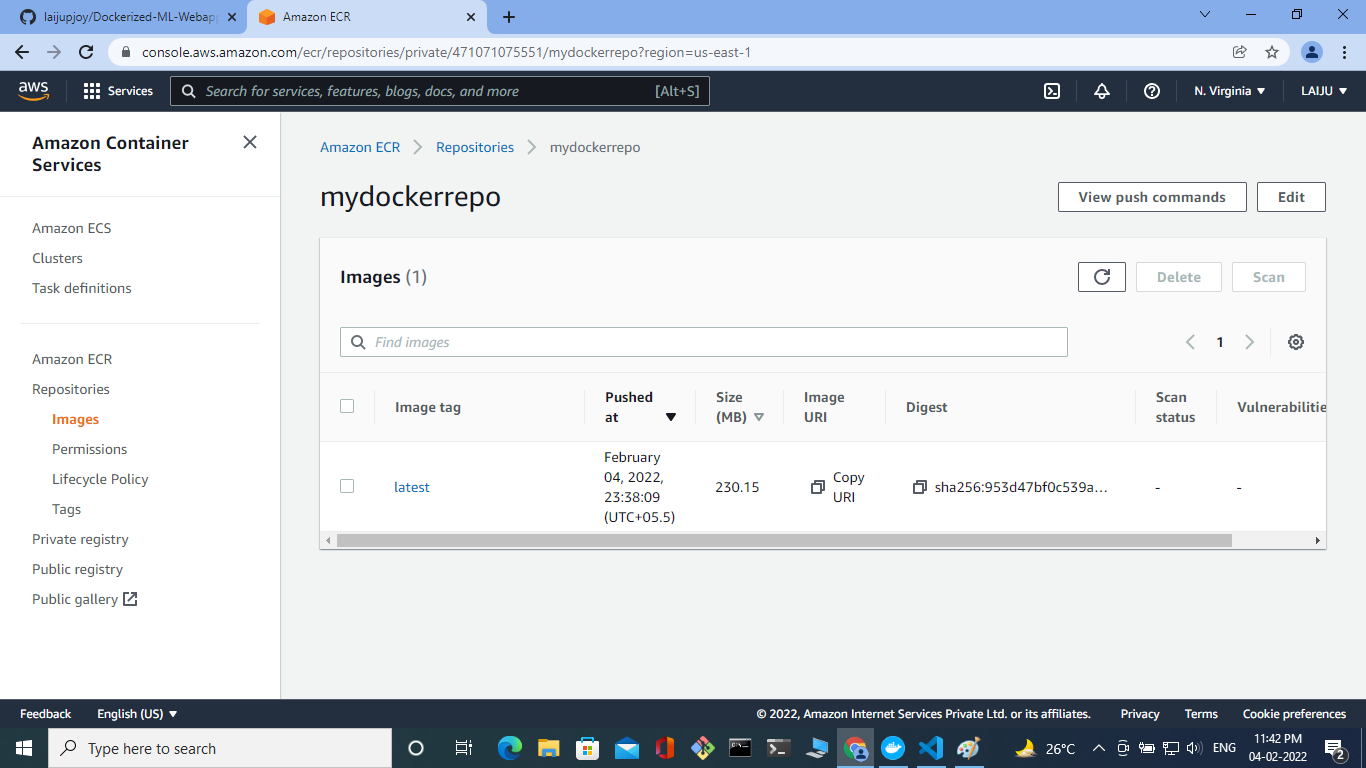 laijupjoy/Dockerized-ML-Webapp
Amazon ECR
console.aws.amazon.com/ecr/repositories/private/471071075551/mydockerrepo?region=us-east-1
aws
Services
Search for services, features, blogs, docs, and more
[Alt+S]
N. Virginia
LAIJU
Amazon Container
Services
Amazon ECS
Clusters
Task definitions
Amazon ECR
Repositories
Images
Permissions
Lifecycle Policy
Tags
Private registry
Public registry
Public gallery
Amazon ECR
Repositories
mydockerrepo
mydockerrepo
View push commands
Edit
Images (1)
Delete
Scan
Find images
1
Image tag
Pushed
at
Size
(MB)
Image
URI
Digest
Scan
status
Vulnerabilitie
latest
February
04, 2022,
23:38:09
(UTC+05.5)
230.15
Copy
URI
sha256:953d47bf0c539a...
-
-
Feedback
English (US)
© 2022, Amazon Internet Services Private Ltd. or its affiliates.
Privacy
Terms
Cookie preferences
Type here to search
26°C
ENG
11:42 PM
04-02-2022
2